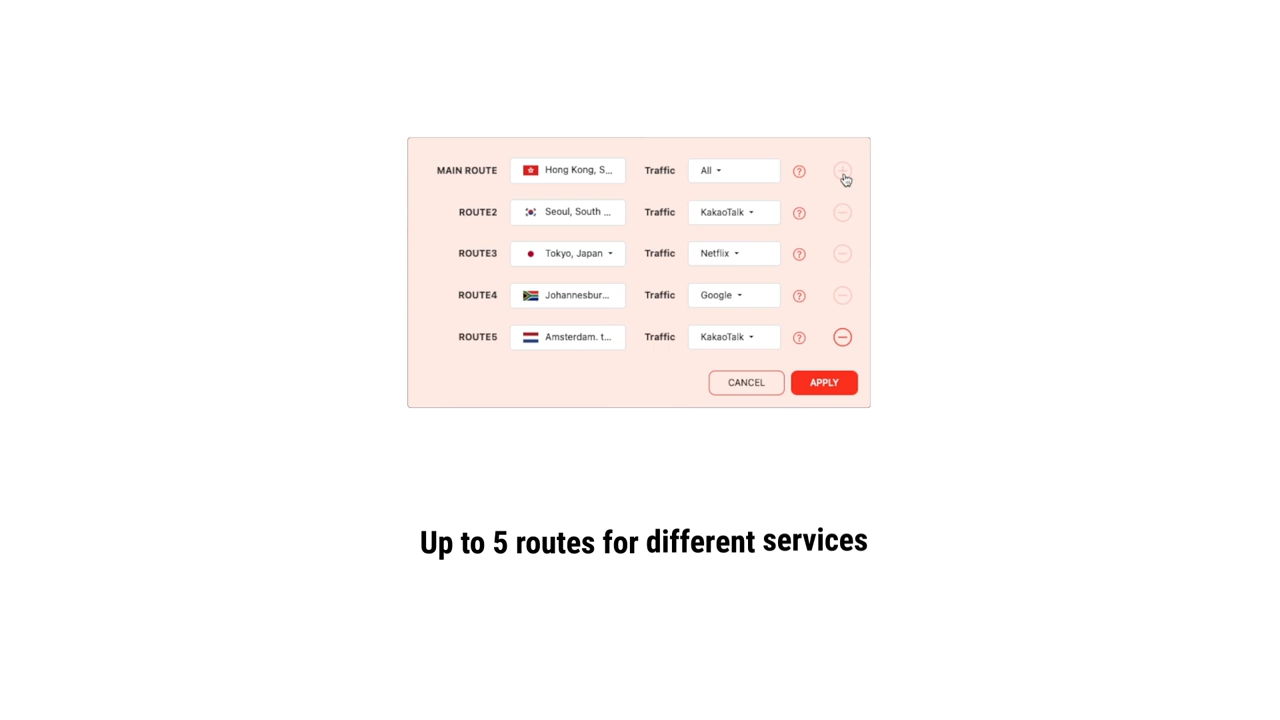 MAIN ROUTE Hong Kong, S... Traffic All ?
ROUTE2 Seoul, South ... Traffic KakaoTalk ?
ROUTE3 Tokyo, Japan Traffic Netflix ?
ROUTE4 Johannesbur... Traffic Google ?
ROUTE5 Amsterdam. t... Traffic KakaoTalk ?
CANCEL APPLY
Up to 5 routes for different services